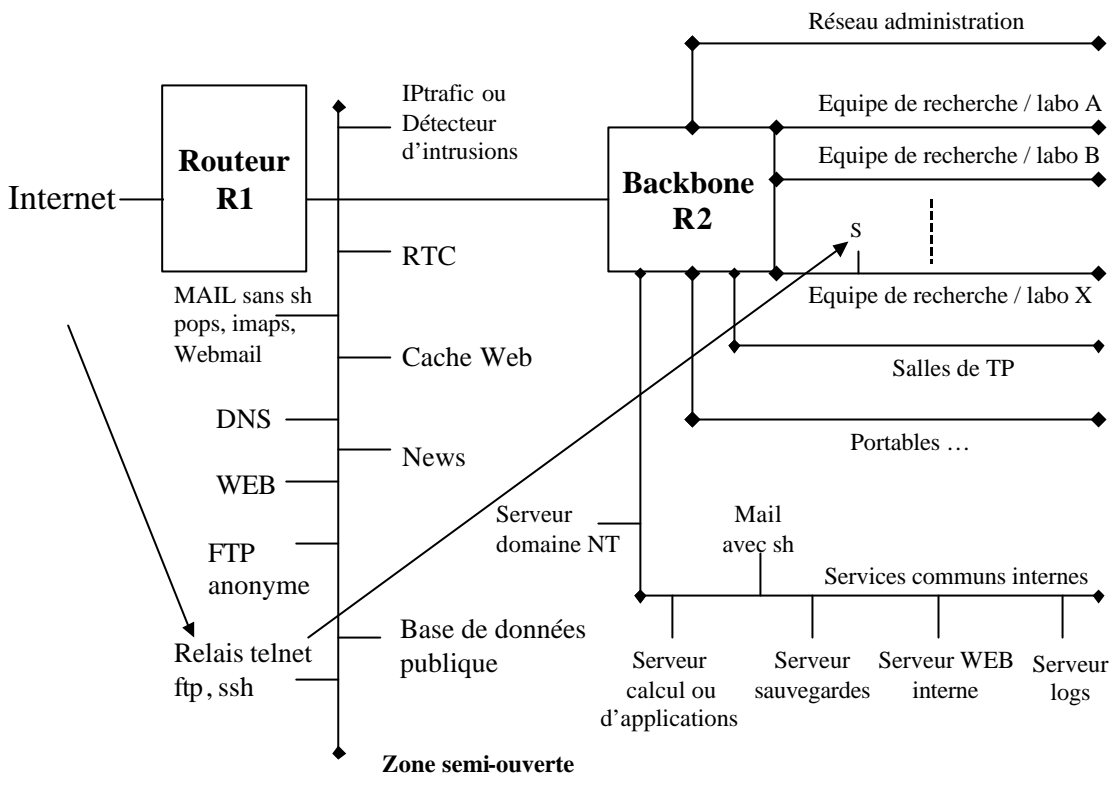 Réseau administration
IPtrafic ou
Détecteur
d'intrusions
Equipe de recherche / labo A
Routeur
R1
Equipe de recherche / labo B
Internet
Backbone
R2
S
RTC
MAIL sans sh
pops, imaps,
Webmail
Equipe de recherche / labo X
Cache Web
Salles de TP
DNS
News
Portables …
WEB
Serveur
domaine NT
Mail
avec sh
FTP
anonyme
Services communs internes
Relais telnet
ftp, ssh
Base de données
publique
Serveur
calcul ou
d'applications
Serveur
sauvegardes
Serveur WEB
interne
Serveur
logs
Zone semi-ouverte